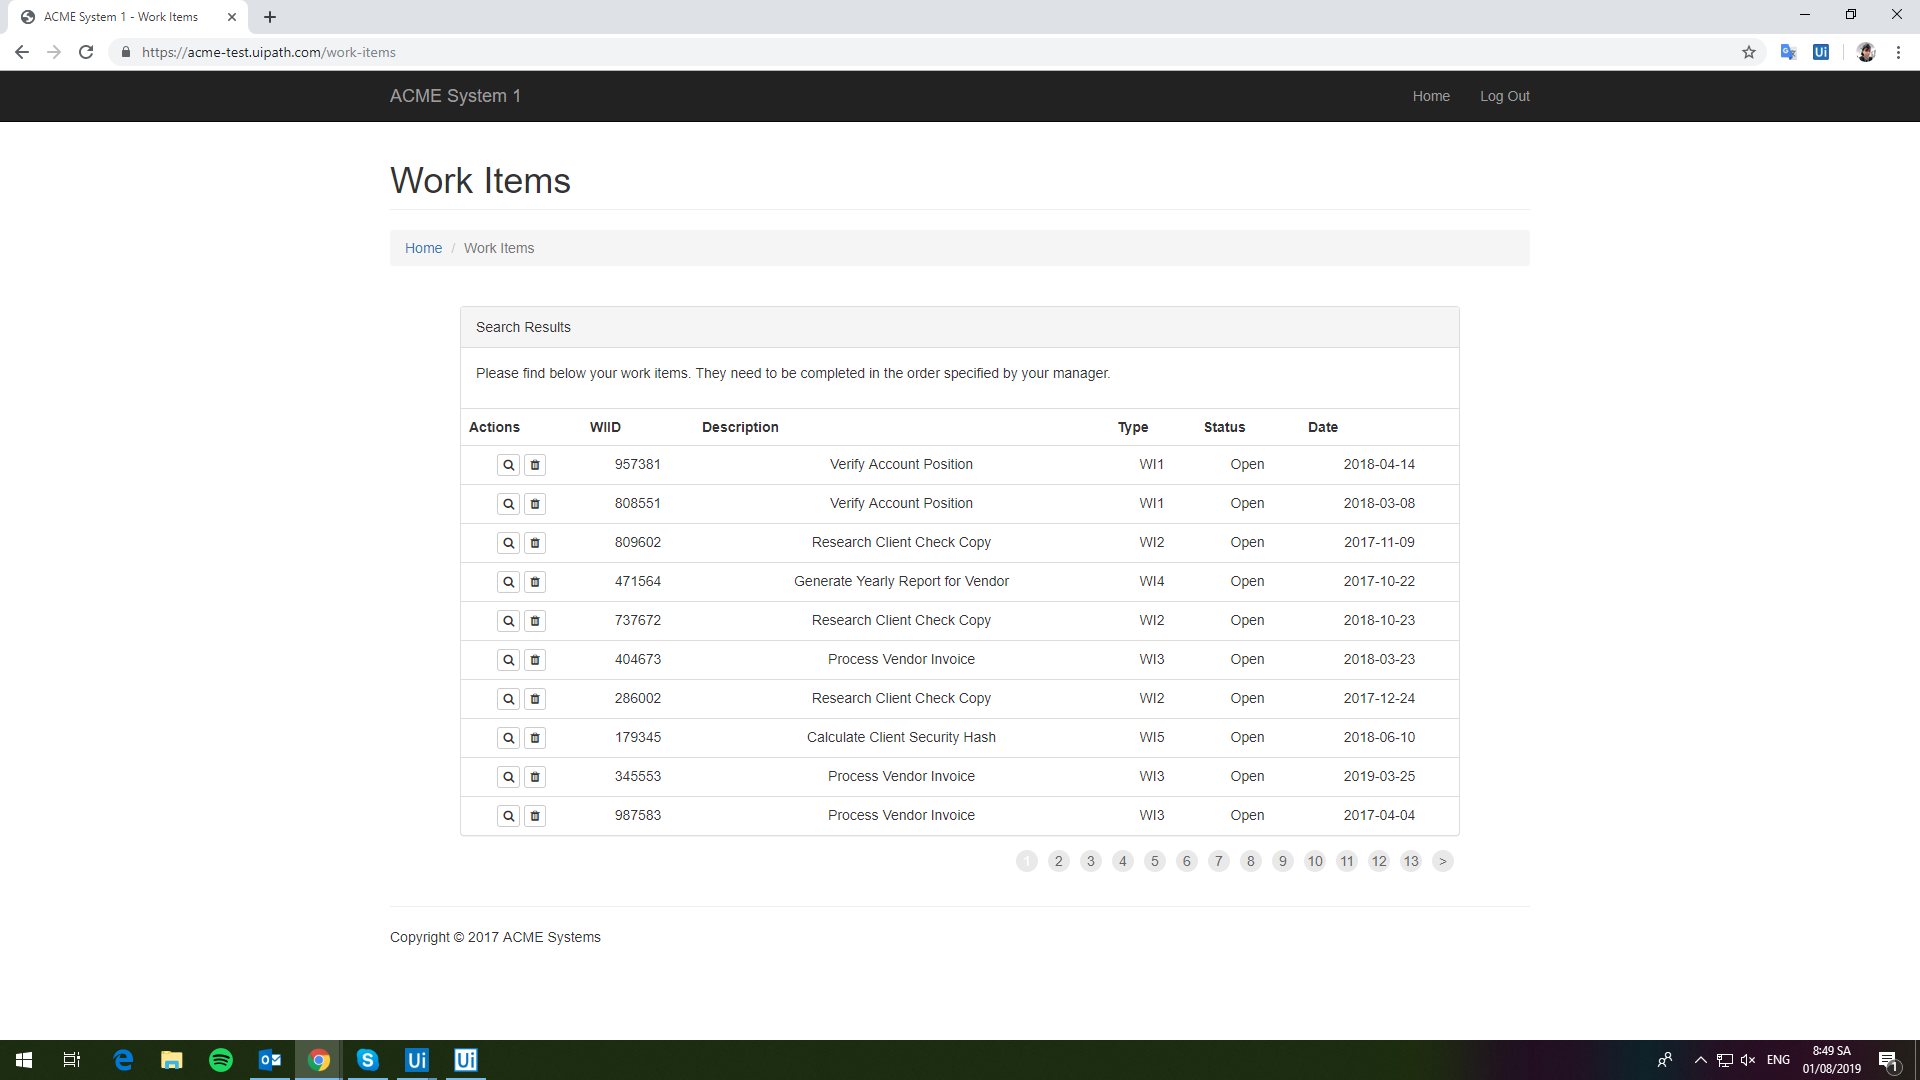 ACME System 1 - Work Items
https://acme-test.uipath.com/work-items
Ui
ACME System 1 Home Log Out
Work Items
Home / Work Items
Search Results
Please find below your work items. They need to be completed in the order specified by your manager.
Actions WIID Description Type Status Date
957381 Verify Account Position WI1 Open 2018-04-14
808551 Verify Account Position WI1 Open 2018-03-08
809602 Research Client Check Copy WI2 Open 2017-11-09
471564 Generate Yearly Report for Vendor WI4 Open 2017-10-22
737672 Research Client Check Copy WI2 Open 2018-10-23
404673 Process Vendor Invoice WI3 Open 2018-03-23
286002 Research Client Check Copy WI2 Open 2017-12-24
179345 Calculate Client Security Hash WI5 Open 2018-06-10
345553 Process Vendor Invoice WI3 Open 2019-03-25
987583 Process Vendor Invoice WI3 Open 2017-04-04
1 2 3 4 5 6 7 8 9 10 11 12 13 >
Copyright © 2017 ACME Systems
Ui Ui ENG 8:49 SA
01/08/2019 1